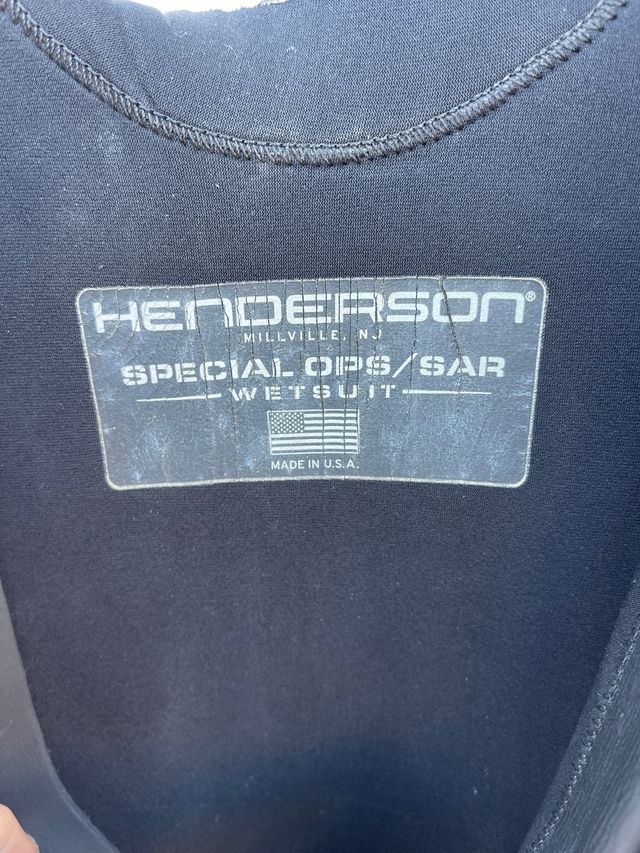 HENDERSON®
MILLVILLE, NJ
SPECIAL OPS/SAR
WETSUIT
MADE IN U.S.A.